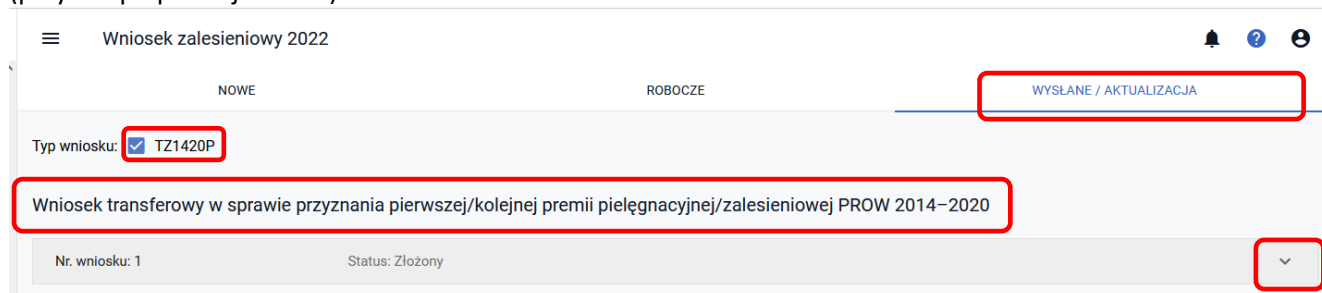 Wniosek zalesieniowy 2022
NOWE ROBOCZE WYSŁANE / AKTUALIZACJA
Typ wniosku: TZ1420P
Wniosek transferowy w sprawie przyznania pierwszej/kolejnej premii pielęgnacyjnej/zalesieniowej PROW 2014–2020
Nr. wniosku: 1 Status: Złożony